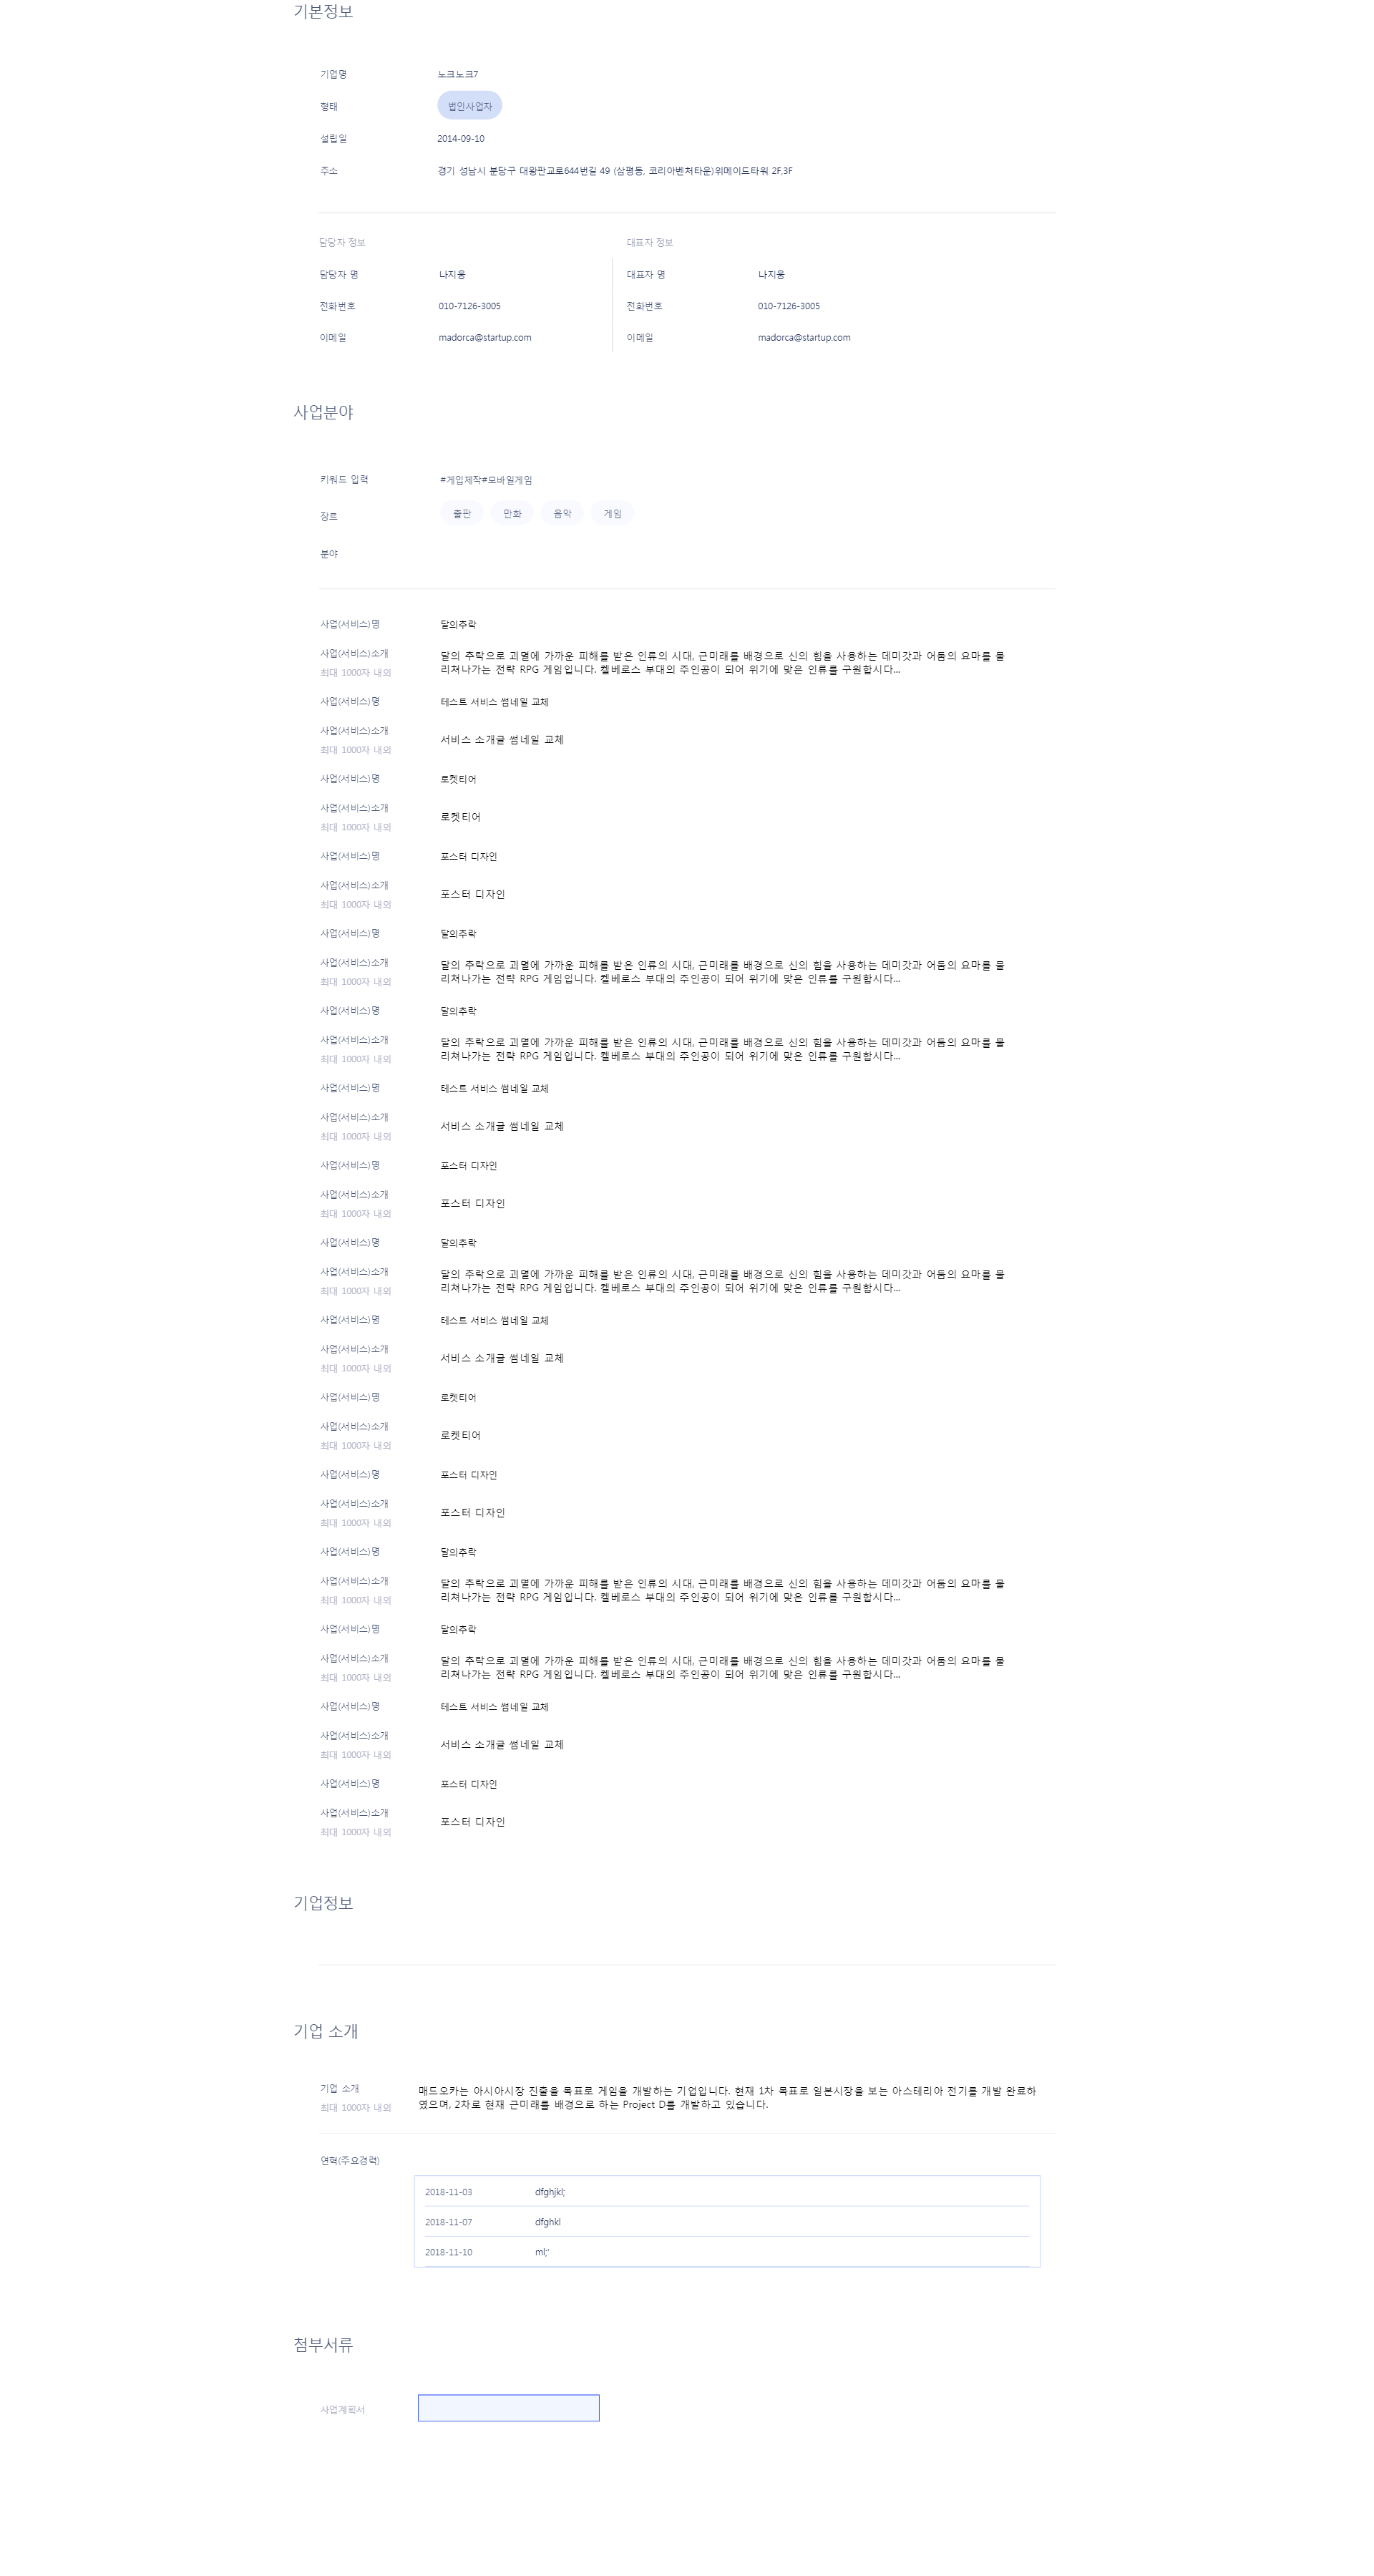 기본정보
기업명 노크노크7
형태 법인사업자
설립일 2014-09-10
주소 경기 성남시 분당구 대왕판교로644번길 49 (삼평동, 코리아벤처타운)위메이드타워 2F,3F
담당자 정보 대표자 정보
담당자 명 나지웅 대표자 명 나지웅
전화번호 010-7126-3005 전화번호 010-7126-3005
이메일 madorca@startup.com 이메일 madorca@startup.com
사업분야
키워드 입력 #게입제작#모바일게임
장르 출판 만화 음악 게임
분야
사업(서비스)명 달의추락
사업(서비스)소개 달의 추락으로 괴멸에 가까운 피해를 받은 인류의 시대, 근미래를 배경으로 신의 힘을 사용하는 데미갓과 어둠의 요마를 물
최대 1000자 내외 리쳐나가는 전략 RPG 게임입니다. 켈베로스 부대의 주인공이 되어 위기에 맞은 인류를 구원합시다...
사업(서비스)명 테스트 서비스 썸네일 교체
사업(서비스)소개 서비스 소개글 썸네일 교체
최대 1000자 내외
사업(서비스)명 로켓티어
사업(서비스)소개 로켓티어
최대 1000자 내외
사업(서비스)명 포스터 디자인
사업(서비스)소개 포스터 디자인
최대 1000자 내외
사업(서비스)명 달의추락
사업(서비스)소개 달의 추락으로 괴멸에 가까운 피해를 받은 인류의 시대, 근미래를 배경으로 신의 힘을 사용하는 데미갓과 어둠의 요마를 물
최대 1000자 내외 리쳐나가는 전략 RPG 게임입니다. 켈베로스 부대의 주인공이 되어 위기에 맞은 인류를 구원합시다...
사업(서비스)명 달의추락
사업(서비스)소개 달의 추락으로 괴멸에 가까운 피해를 받은 인류의 시대, 근미래를 배경으로 신의 힘을 사용하는 데미갓과 어둠의 요마를 물
최대 1000자 내외 리쳐나가는 전략 RPG 게임입니다. 켈베로스 부대의 주인공이 되어 위기에 맞은 인류를 구원합시다...
사업(서비스)명 테스트 서비스 썸네일 교체
사업(서비스)소개 서비스 소개글 썸네일 교체
최대 1000자 내외
사업(서비스)명 포스터 디자인
사업(서비스)소개 포스터 디자인
최대 1000자 내외
사업(서비스)명 달의추락
사업(서비스)소개 달의 추락으로 괴멸에 가까운 피해를 받은 인류의 시대, 근미래를 배경으로 신의 힘을 사용하는 데미갓과 어둠의 요마를 물
최대 1000자 내외 리쳐나가는 전략 RPG 게임입니다. 켈베로스 부대의 주인공이 되어 위기에 맞은 인류를 구원합시다...
사업(서비스)명 테스트 서비스 썸네일 교체
사업(서비스)소개 서비스 소개글 썸네일 교체
최대 1000자 내외
사업(서비스)명 로켓티어
사업(서비스)소개 로켓티어
최대 1000자 내외
사업(서비스)명 포스터 디자인
사업(서비스)소개 포스터 디자인
최대 1000자 내외
사업(서비스)명 달의추락
사업(서비스)소개 달의 추락으로 괴멸에 가까운 피해를 받은 인류의 시대, 근미래를 배경으로 신의 힘을 사용하는 데미갓과 어둠의 요마를 물
최대 1000자 내외 리쳐나가는 전략 RPG 게임입니다. 켈베로스 부대의 주인공이 되어 위기에 맞은 인류를 구원합시다...
사업(서비스)명 달의추락
사업(서비스)소개 달의 추락으로 괴멸에 가까운 피해를 받은 인류의 시대, 근미래를 배경으로 신의 힘을 사용하는 데미갓과 어둠의 요마를 물
최대 1000자 내외 리쳐나가는 전략 RPG 게임입니다. 켈베로스 부대의 주인공이 되어 위기에 맞은 인류를 구원합시다...
사업(서비스)명 테스트 서비스 썸네일 교체
사업(서비스)소개 서비스 소개글 썸네일 교체
최대 1000자 내외
사업(서비스)명 포스터 디자인
사업(서비스)소개 포스터 디자인
최대 1000자 내외
기업정보
기업 소개
기업 소개 매드오카는 아시아시장 진출을 목표로 게임을 개발하는 기업입니다. 현재 1차 목표로 일본시장을 보는 아스테리아 전기를 개발 완료하
최대 1000자 내외 였으며, 2차로 현재 근미래를 배경으로 하는 Project D를 개발하고 있습니다.
연혁(주요경력)
2018-11-03 dfghjkl;
2018-11-07 dfghkl
2018-11-10 ml;'
첨부서류
사업계획서